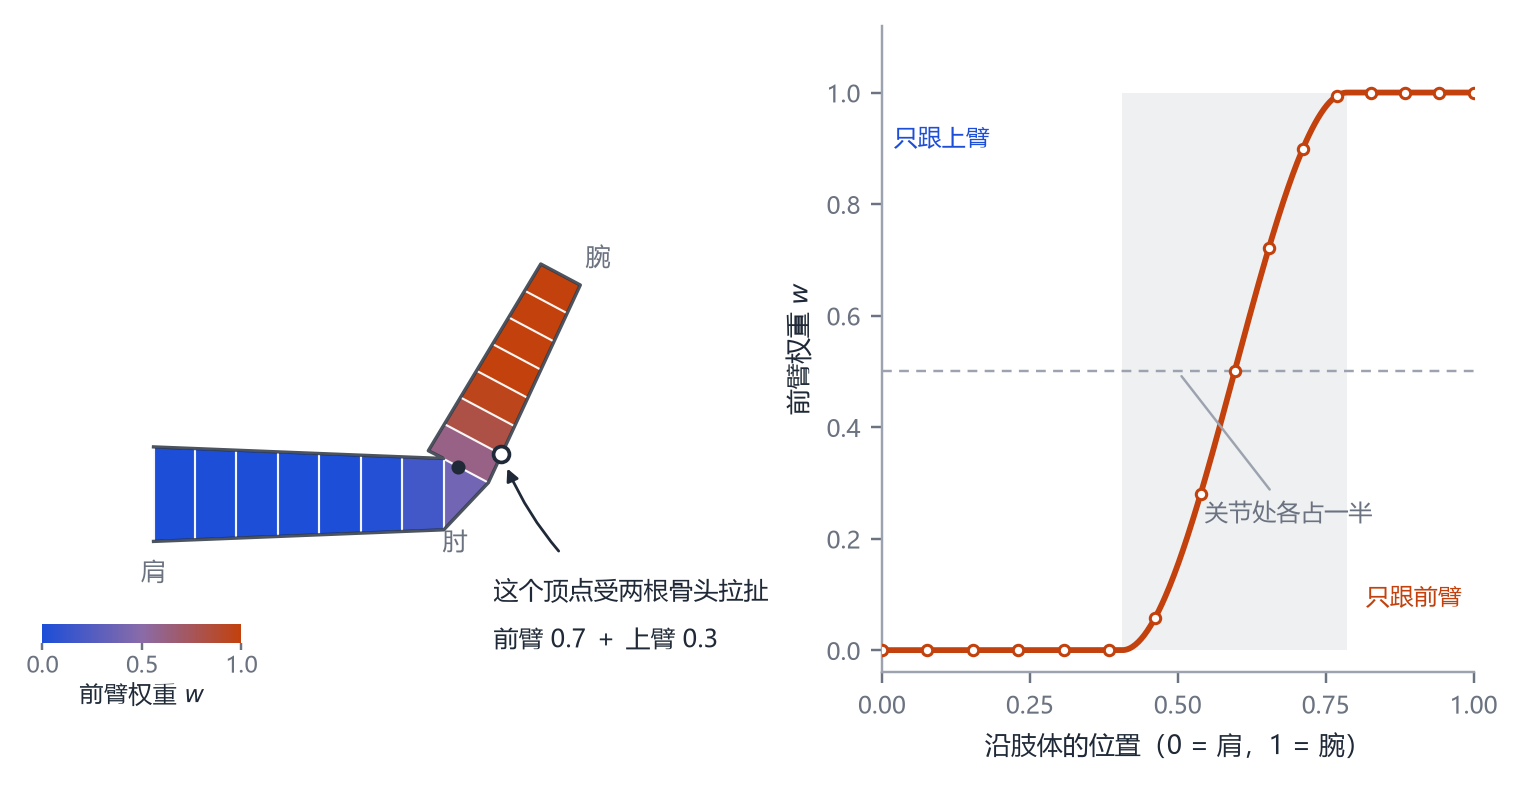 腕
肘
肩
这个顶点受两根骨头拉扯
前臂 0.7 + 上臂 0.3
0.0 0.5 1.0
前臂权重 w
1.0
0.8
0.6
0.4
0.2
0.0
前臂权重 w
只跟上臂
关节处各占一半
只跟前臂
0.00 0.25 0.50 0.75 1.00
沿肢体的位置（0 = 肩，1 = 腕）